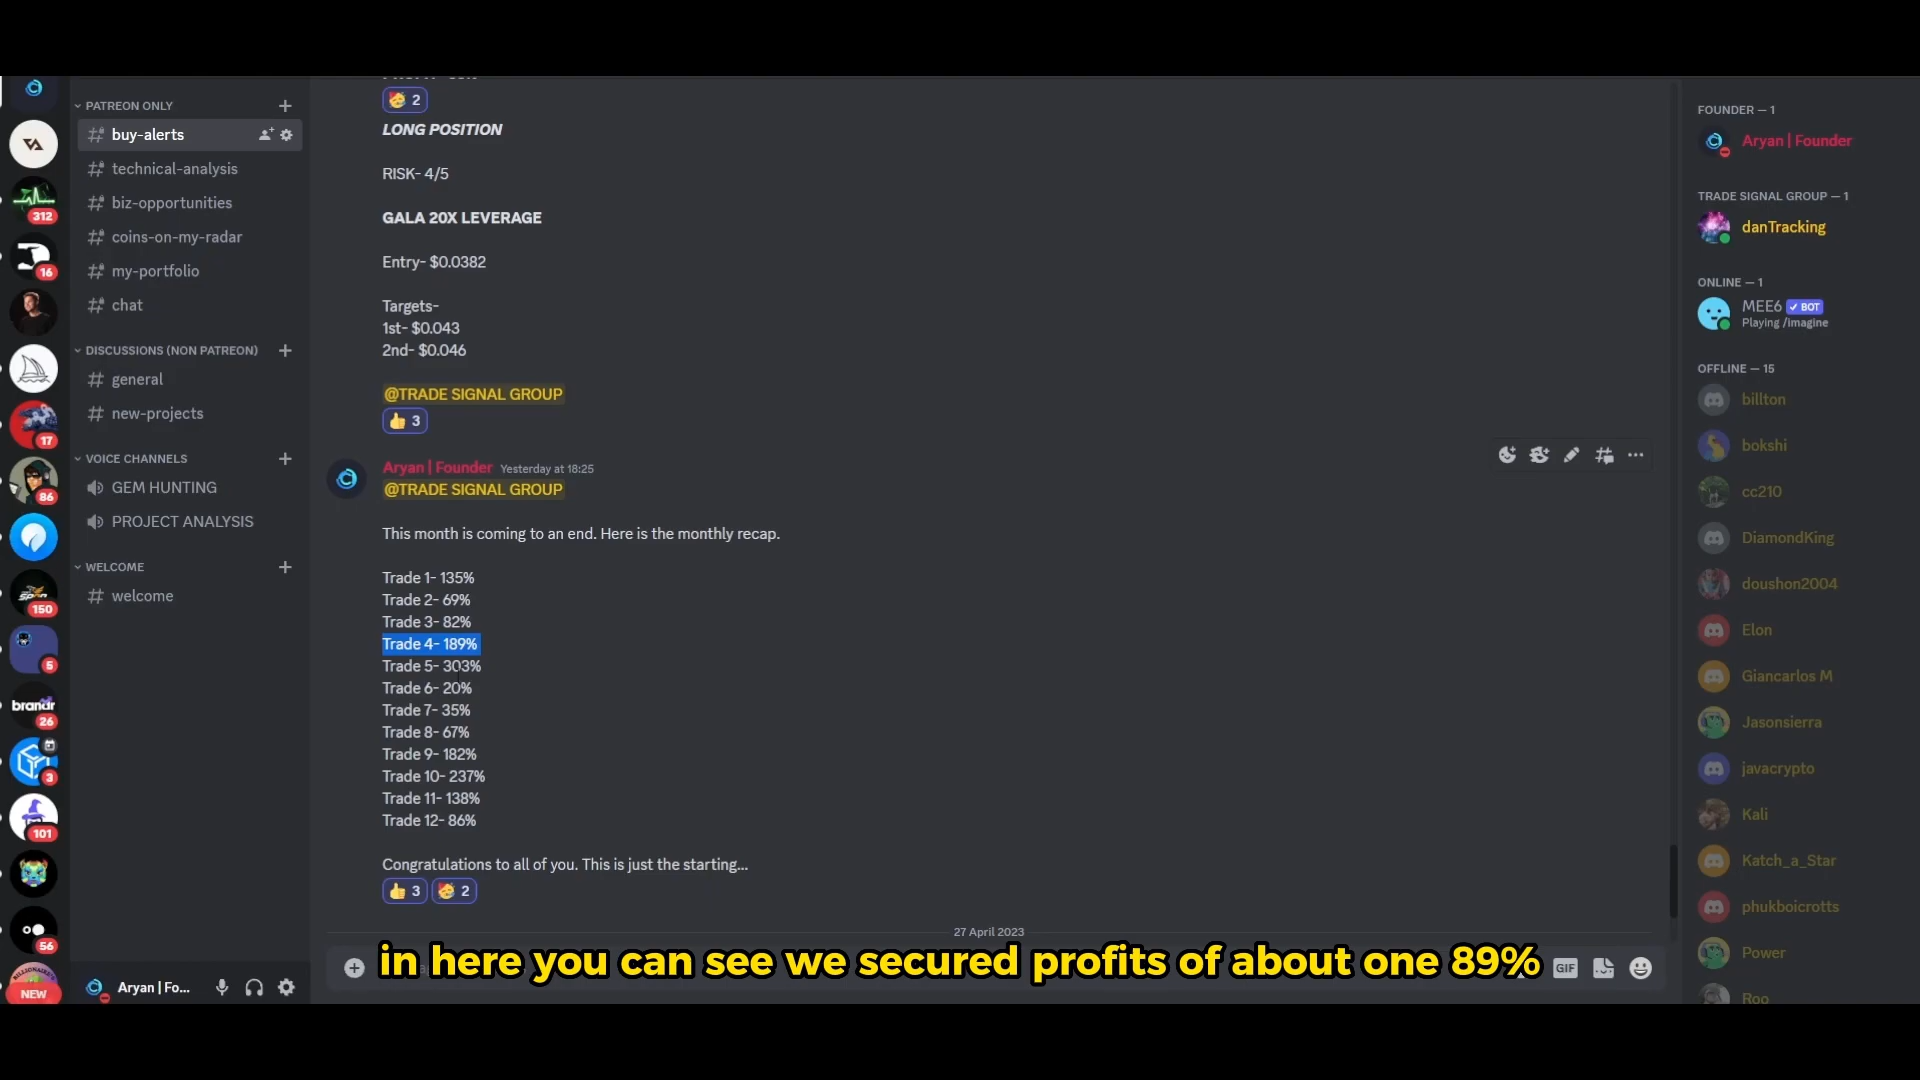 PATREON ONLY
buy-alerts
technical-analysis
biz-opportunities
coins-on-my-radar
my-portfolio
chat
DISCUSSIONS (NON PATREON)
general
new-projects
VOICE CHANNELS
GEM HUNTING
PROJECT ANALYSIS
WELCOME
welcome
312
16
17
86
150
5
brandr
26
3
101
56
NEW
Aryan | Fo...
2
LONG POSITION
RISK- 4/5
GALA 20X LEVERAGE
Entry- $0.0382
Targets-
1st- $0.043
2nd- $0.046
@TRADE SIGNAL GROUP
3
Aryan | Founder Yesterday at 18:25
@TRADE SIGNAL GROUP
This month is coming to an end. Here is the monthly recap.
Trade 1- 135%
Trade 2- 69%
Trade 3- 82%
Trade 4- 189%
Trade 5- 303%
Trade 6- 20%
Trade 7- 35%
Trade 8- 67%
Trade 9- 182%
Trade 10- 237%
Trade 11- 138%
Trade 12- 86%
Congratulations to all of you. This is just the starting...
3 2
27 April 2023
in here you can see we secured profits of about one 89%
GIF
FOUNDER — 1
Aryan | Founder
TRADE SIGNAL GROUP — 1
danTracking
ONLINE — 1
MEE6 BOT
Playing /imagine
OFFLINE — 15
billton
bokshi
cc210
DiamondKing
doushon2004
Elon
Giancarlos M
Jasonsierra
javacrypto
Kali
Katch_a_Star
phukboicrotts
Power
Roo